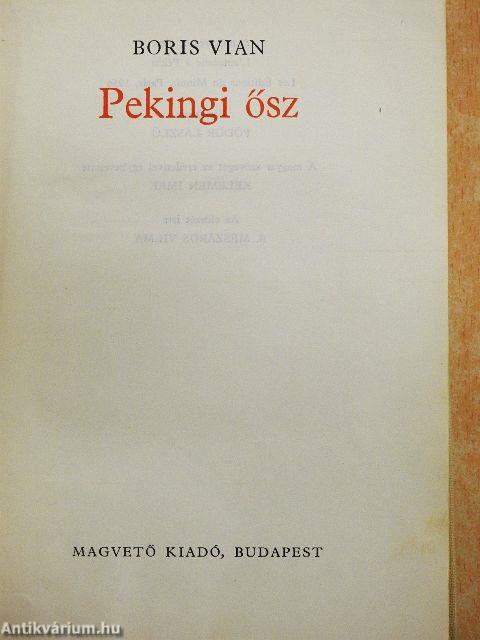 BORIS VIAN
Pekingi ősz
MAGVETŐ KIADÓ, BUDAPEST
Antikvárium.hu